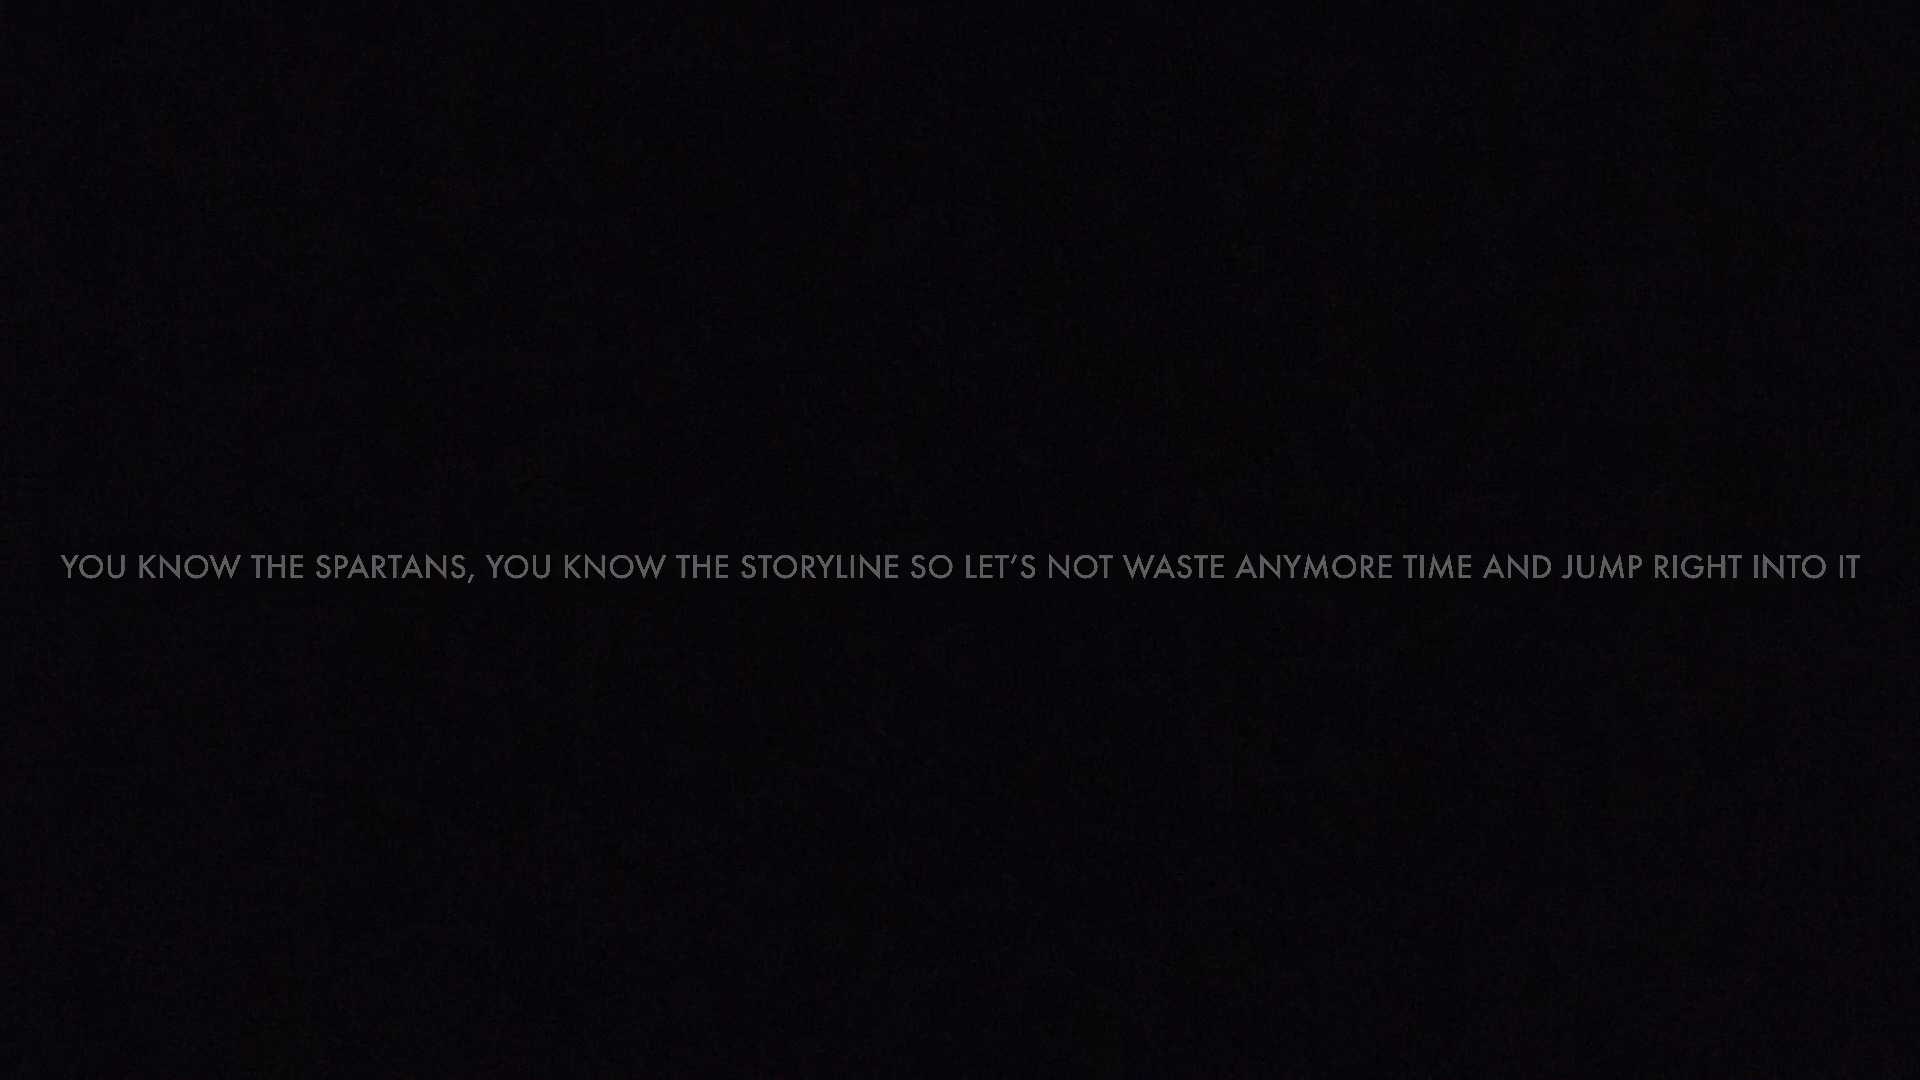 YOU KNOW THE SPARTANS, YOU KNOW THE STORYLINE SO LET’S NOT WASTE ANYMORE TIME AND JUMP RIGHT INTO IT